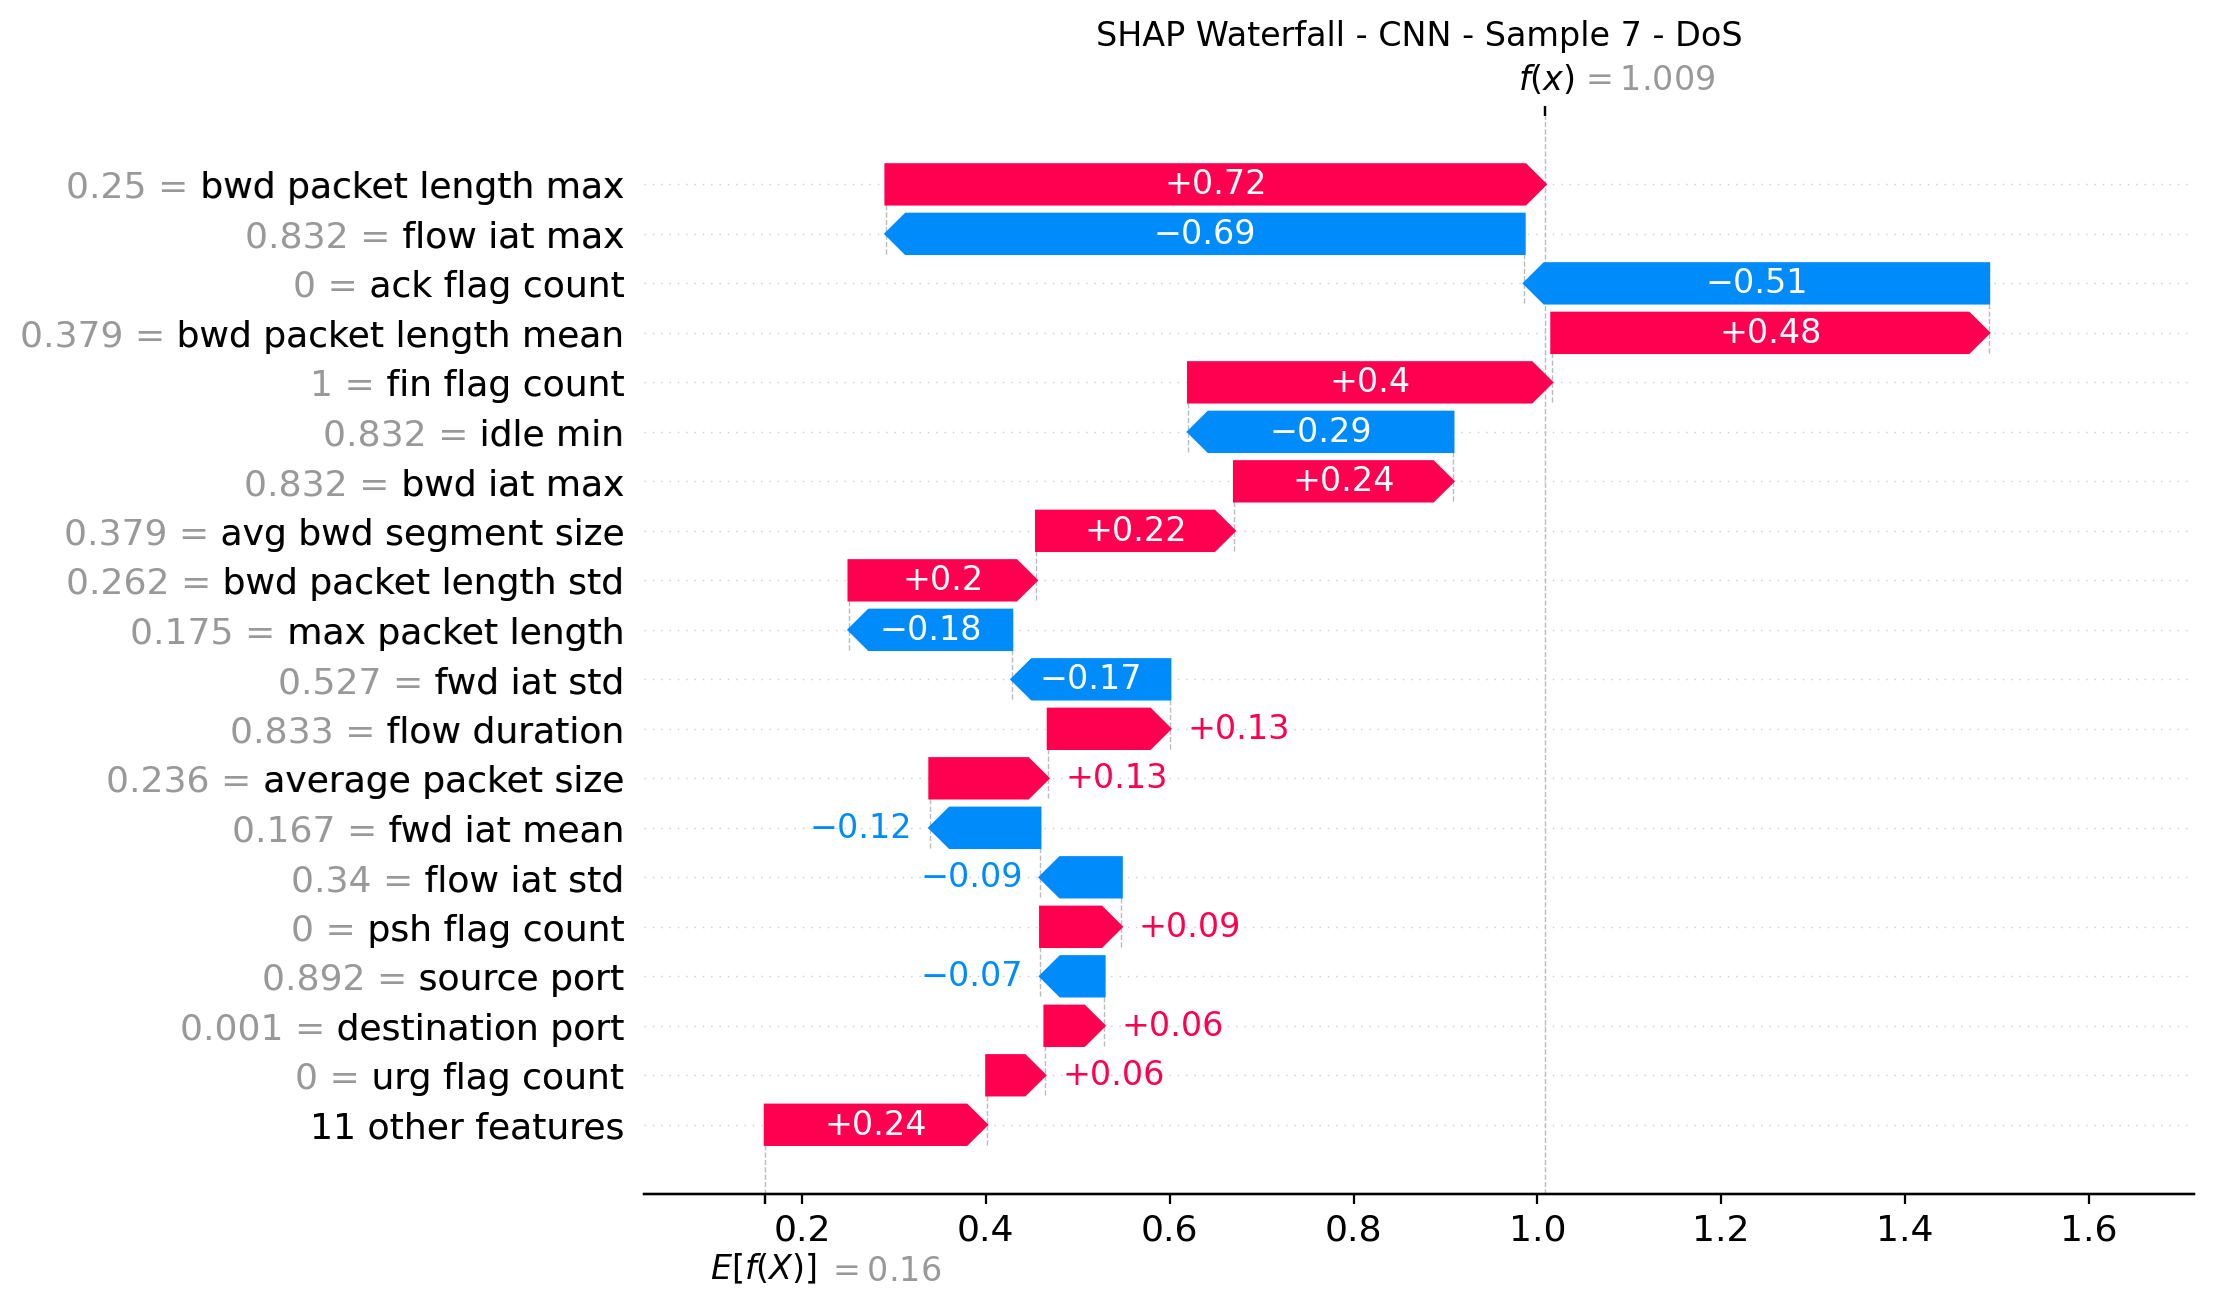 SHAP Waterfall - CNN - Sample 7 - DoS
f(x) = 1.009
0.25 = bwd packet length max +0.72
0.832 = flow iat max −0.69
0 = ack flag count −0.51
0.379 = bwd packet length mean +0.48
1 = fin flag count +0.4
0.832 = idle min −0.29
0.832 = bwd iat max +0.24
0.379 = avg bwd segment size +0.22
0.262 = bwd packet length std +0.2
0.175 = max packet length −0.18
0.527 = fwd iat std −0.17
0.833 = flow duration +0.13
0.236 = average packet size +0.13
0.167 = fwd iat mean −0.12
0.34 = flow iat std −0.09
0 = psh flag count +0.09
0.892 = source port −0.07
0.001 = destination port +0.06
0 = urg flag count +0.06
11 other features +0.24
0.2 0.4 0.6 0.8 1.0 1.2 1.4 1.6
E[f(X)] = 0.16